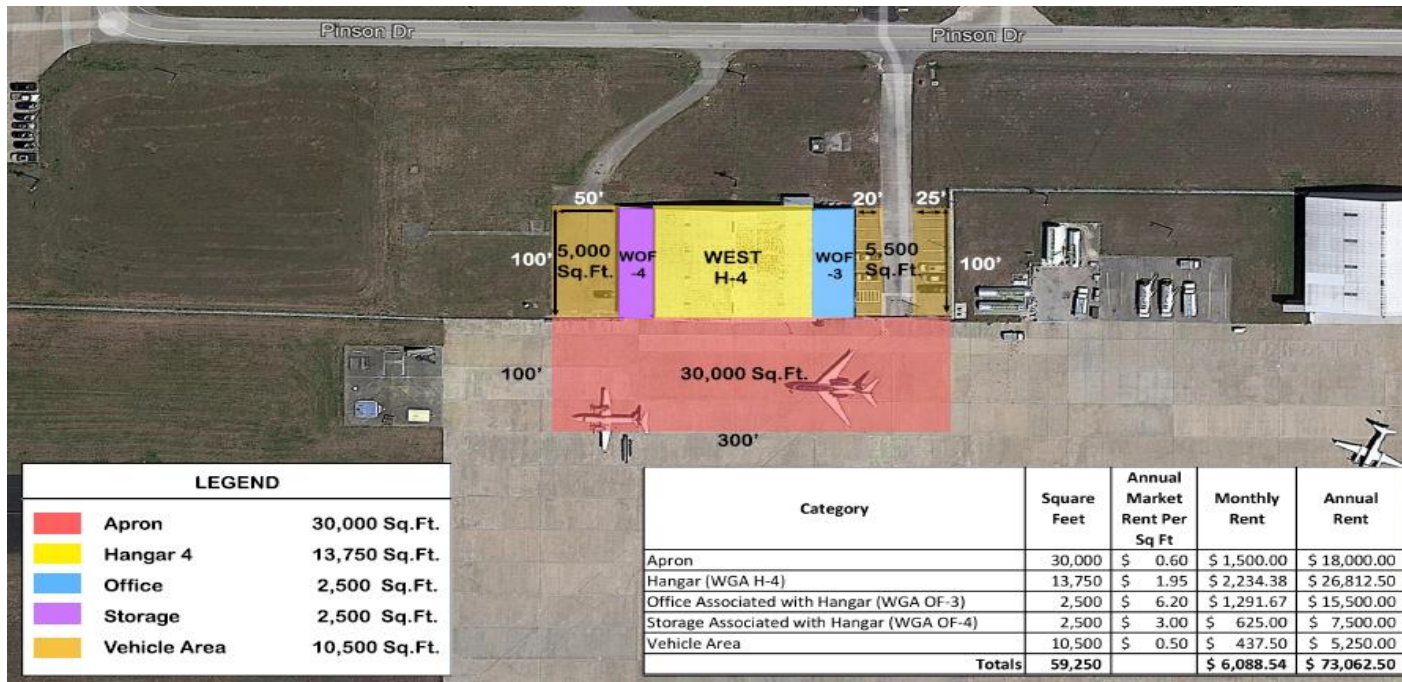 Pinson Dr Pinson Dr
50' 20' 25'
100' 5,000 Sq.Ft. WOF -4 WEST H-4 WOF -3 5,500 Sq.Ft. 100'
100' 30,000 Sq.Ft.
300'
LEGEND
Apron 30,000 Sq.Ft.
Hangar 4 13,750 Sq.Ft.
Office 2,500 Sq.Ft.
Storage 2,500 Sq.Ft.
Vehicle Area 10,500 Sq.Ft.
Category Square Feet Annual Market Rent Per Sq Ft Monthly Rent Annual Rent
Apron 30,000 $ 0.60 $ 1,500.00 $ 18,000.00
Hangar (WGA H-4) 13,750 $ 1.95 $ 2,234.38 $ 26,812.50
Office Associated with Hangar (WGA OF-3) 2,500 $ 6.20 $ 1,291.67 $ 15,500.00
Storage Associated with Hangar (WGA OF-4) 2,500 $ 3.00 $ 625.00 $ 7,500.00
Vehicle Area 10,500 $ 0.50 $ 437.50 $ 5,250.00
Totals 59,250 $ 6,088.54 $ 73,062.50